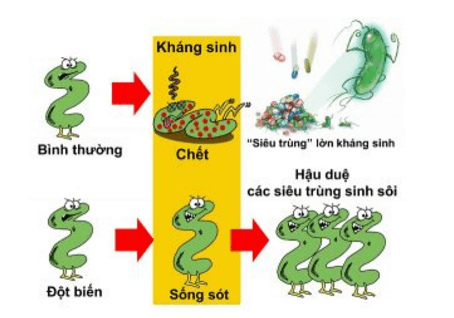 Kháng sinh
Bình thường
Chết
"Siêu trùng" lờn kháng sinh
Hậu duệ
các siêu trùng sinh sôi
Đột biến
Sống sót